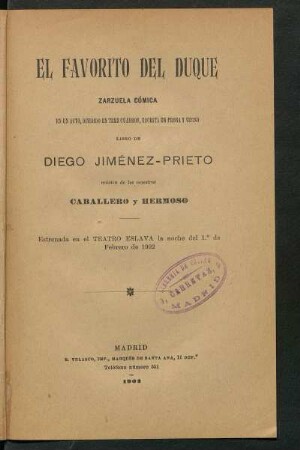 EL FAVORITO DEL DUQUE
ZARZUELA CÓMICA
EN UN ACTO, DIVIDIDO EN TRES CUADROS, ESCRITA EN PROSA Y VERSO
LIBRO DE
DIEGO JIMÉNEZ-PRIETO
música de los maestros
CABALLERO y HERMOSO
Estrenada en el TEATRO ESLAVA la noche del 1.º de
Febrero de 1902
MADRID
MADRID
R. VELASCO, IMP., MARQUÉS DE SANTA ANA, 11 DUP.º
Teléfono número 551
1902